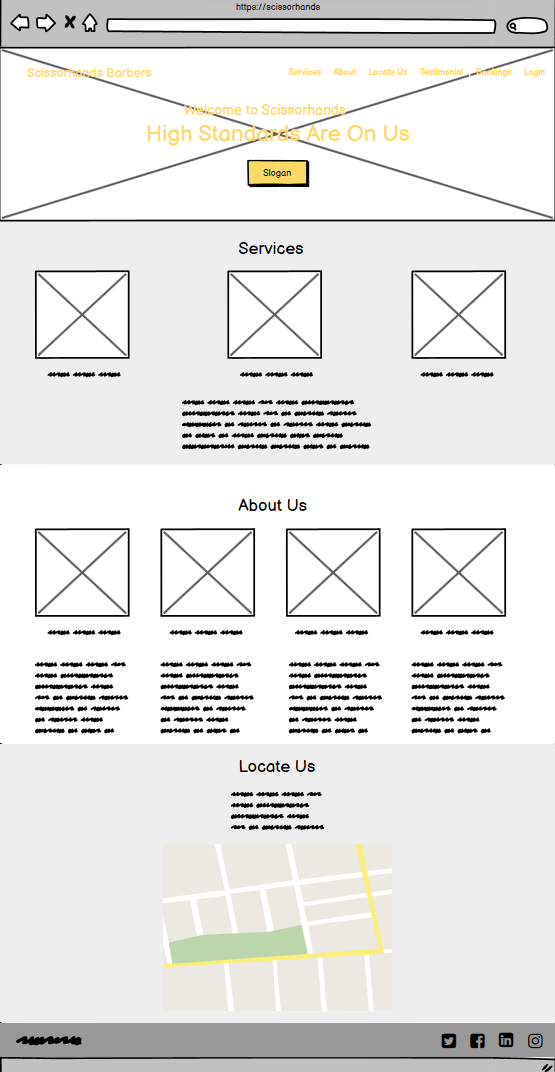 https://scissorhands
Scissorhands Barbers
Services About Locate Us Testimonial Bookings Login
Welcome to Scissorhands
High Standards Are On Us
Slogan
Services
About Us
Locate Us